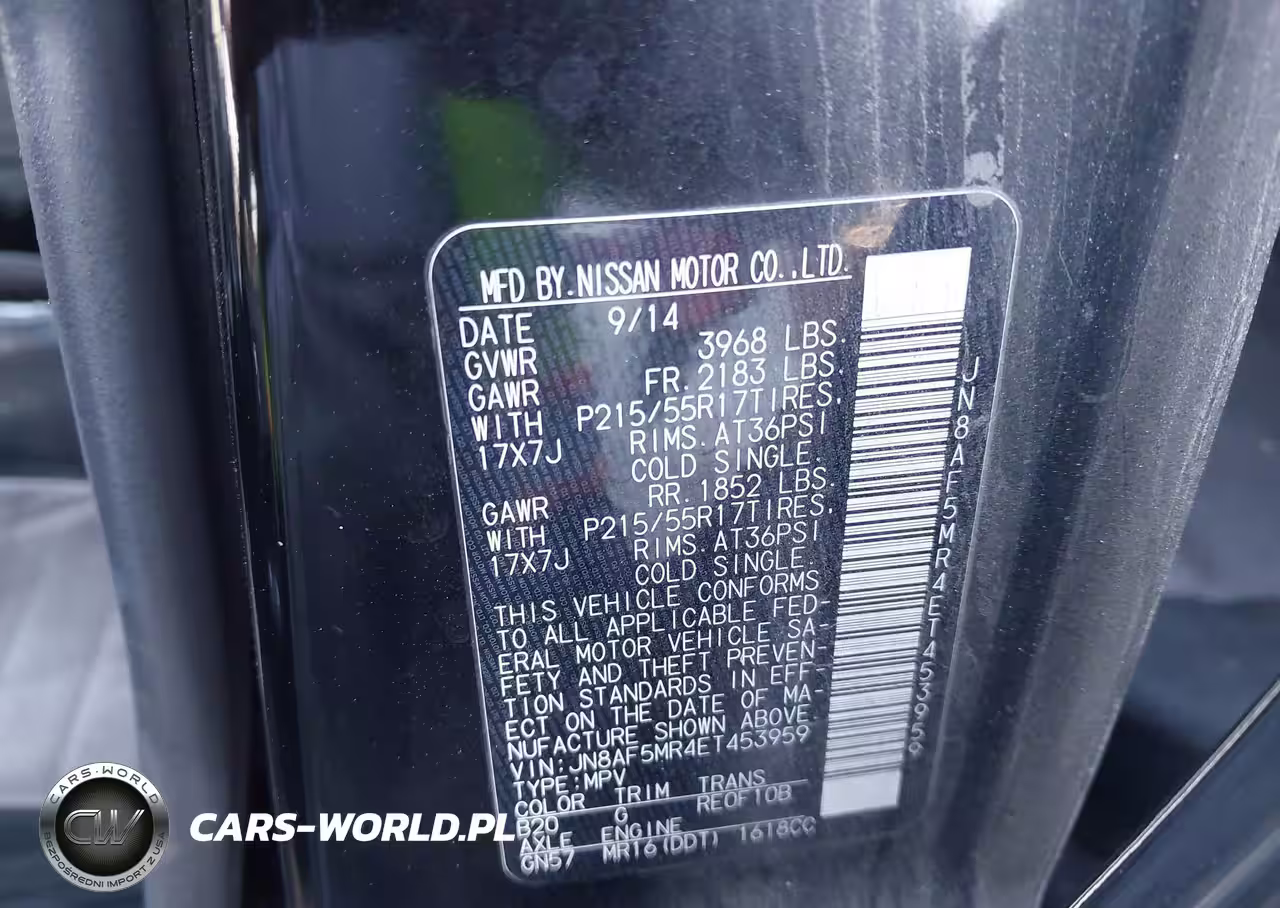 MFD BY.NISSAN MOTOR CO.,LTD.
DATE 9/14
GVWR 3968 LBS.
GAWR FR.2183 LBS.
WITH P215/55R17TIRES.
17X7J RIMS.AT36PSI
COLD SINGLE.
GAWR RR.1852 LBS.
WITH P215/55R17TIRES.
17X7J RIMS.AT36PSI
COLD SINGLE.
THIS VEHICLE CONFORMS
TO ALL APPLICABLE FED-
ERAL MOTOR VEHICLE SA-
FETY AND THEFT PREVEN-
TION STANDARDS IN EFF-
ECT ON THE DATE OF MA-
NUFACTURE SHOWN ABOVE.
VIN:JN8AF5MR4ET453959
TYPE:MPV
COLOR TRIM TRANS
B20 G RE0F10B
AXLE ENGINE
GN57 MR16(DDT) 1618CC
JN8AF5MR4ET453959
CARS-WORLD
CW
BEZPOŚREDNI IMPORT Z USA
CARS-WORLD.PL